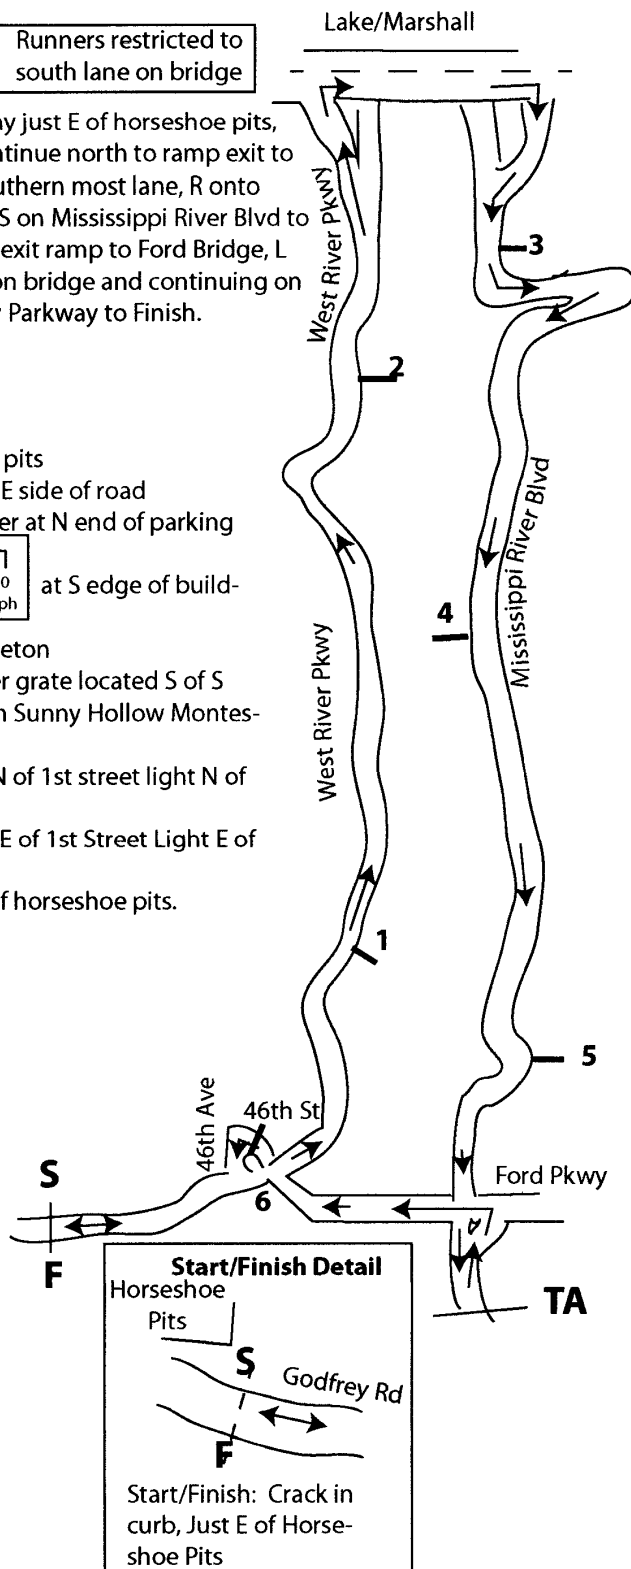 Lake/Marshall
Runners restricted to
south lane on bridge
just E of horseshoe pits,
north to ramp exit to
most lane, R onto
S on Mississippi River Blvd to
exit ramp to Ford Bridge, L
on bridge and continuing on
Parkway to Finish.
West River Pkwy
3
2
pits
E side of road
at N end of parking
0
ph
at S edge of build-
eton
grate located S of S
Sunny Hollow Montes-
N of 1st street light N of
E of 1st Street Light E of
f horseshoe pits.
Mississippi River Blvd
4
West River Pkwy
1
5
46th Ave
46th St
6
Ford Pkwy
S
F
TA
Start/Finish Detail
Horseshoe
Pits
S
Godfrey Rd
F
Start/Finish: Crack in
curb, Just E of Horse-
shoe Pits